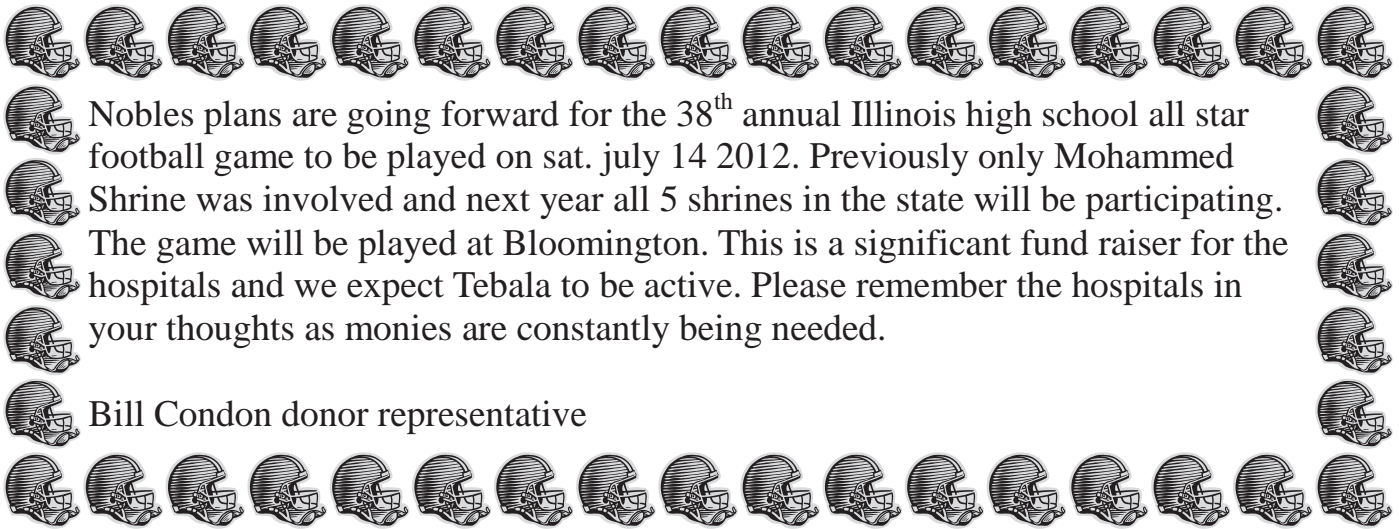 Nobles plans are going forward for the 38th annual Illinois high school all star
football game to be played on sat. july 14 2012. Previously only Mohammed
Shrine was involved and next year all 5 shrines in the state will be participating.
The game will be played at Bloomington. This is a significant fund raiser for the
hospitals and we expect Tebala to be active. Please remember the hospitals in
your thoughts as monies are constantly being needed.
Bill Condon donor representative